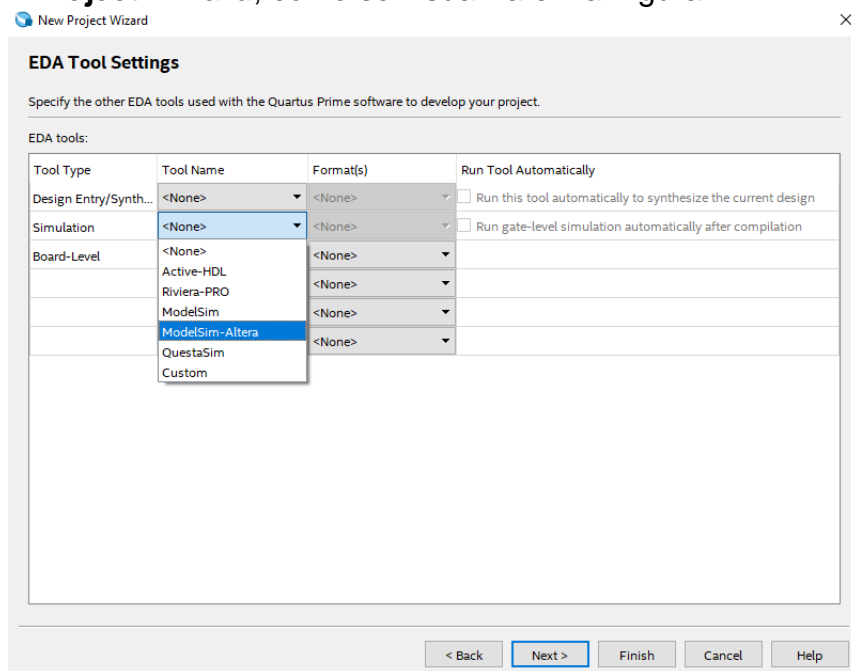 New Project Wizard
EDA Tool Settings
Specify the other EDA tools used with the Quartus Prime software to develop your project.
EDA tools:
Tool Type Tool Name Format(s) Run Tool Automatically
Design Entry/Synth... <None> <None> Run this tool automatically to synthesize the current design
Simulation <None> <None> Run gate-level simulation automatically after compilation
Board-Level <None> <None>
Active-HDL <None>
Riviera-PRO
ModelSim <None>
ModelSim-Altera <None>
QuestaSim
Custom
< Back Next > Finish Cancel Help